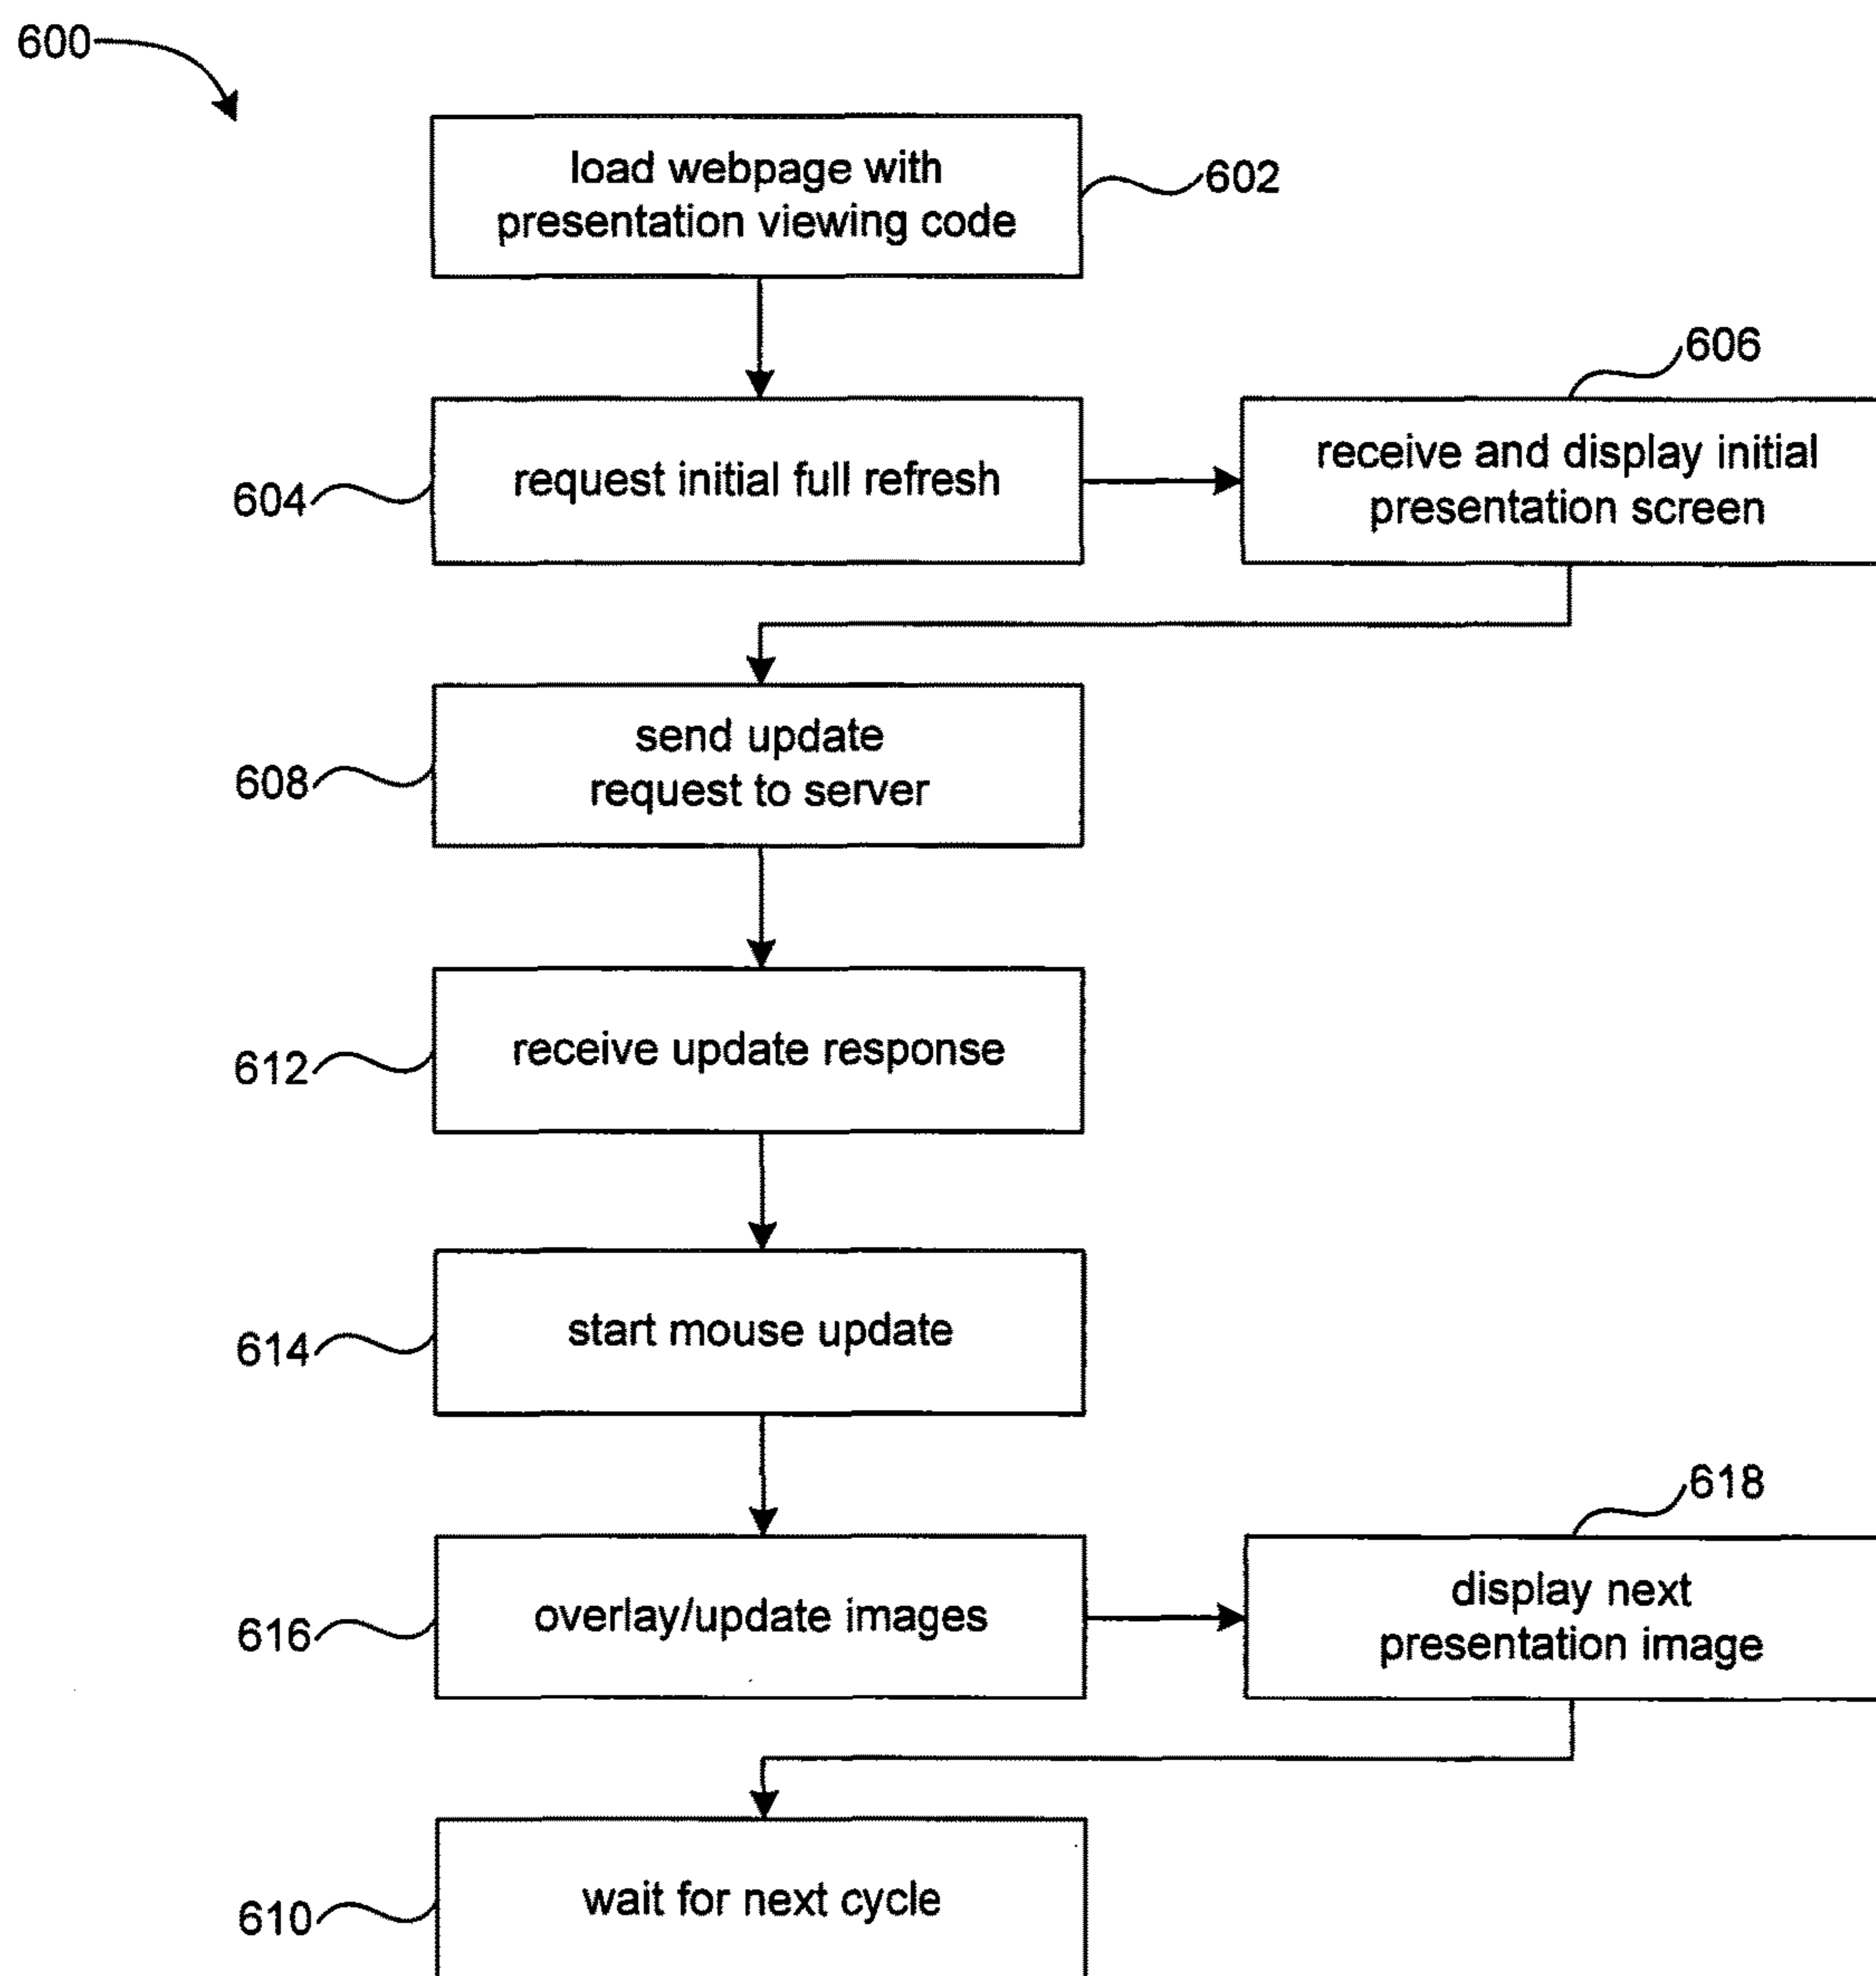 600
load webpage with
presentation viewing code
602
606
604
request initial full refresh
receive and display initial
presentation screen
608
send update
request to server
612
receive update response
614
start mouse update
618
616
overlay/update images
display next
presentation image
610
wait for next cycle